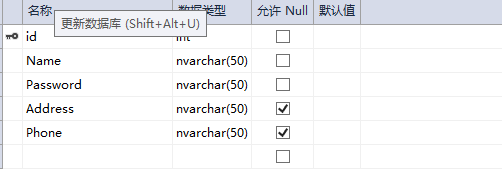 名称 数据类型 允许 Null 默认值
更新数据库 (Shift+Alt+U)
id int
Name nvarchar(50)
Password nvarchar(50)
Address nvarchar(50)
Phone nvarchar(50)